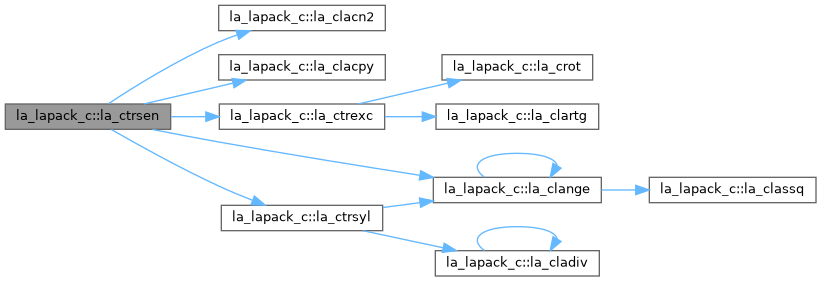 la_lapack_c::la_clacn2
la_lapack_c::la_clacpy
la_lapack_c::la_crot
la_lapack_c::la_ctrsen
la_lapack_c::la_ctrexc
la_lapack_c::la_clartg
la_lapack_c::la_clange
la_lapack_c::la_classq
la_lapack_c::la_ctrsyl
la_lapack_c::la_cladiv